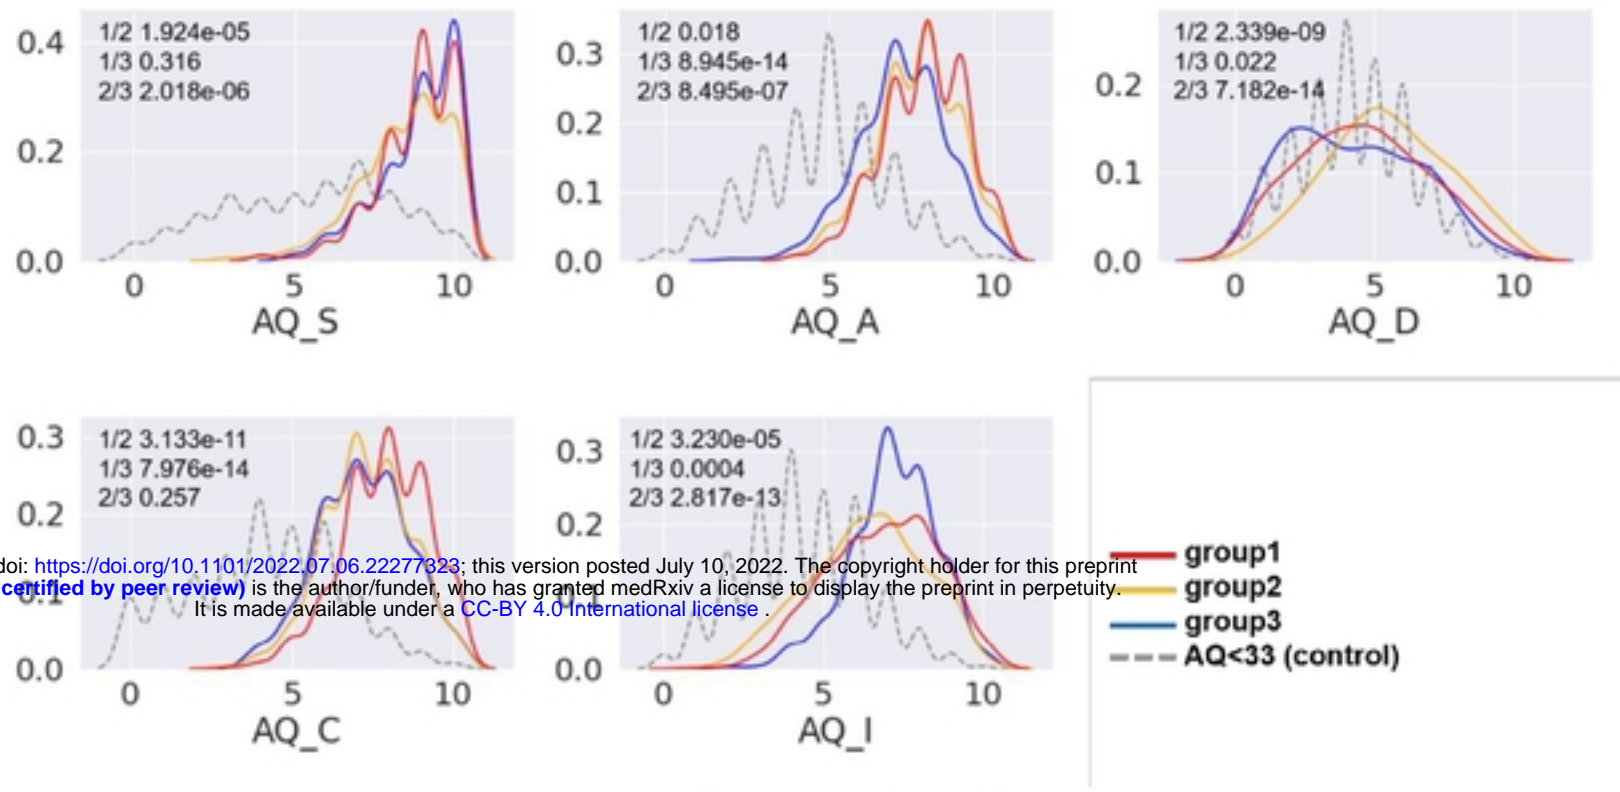 0.4
0.2
0.0
1/2 1.924e-05
1/3 0.316
2/3 2.018e-06
0 5 10
AQ_S
0.3
0.2
0.1
0.0
1/2 0.018
1/3 8.945e-14
2/3 8.495e-07
0 5 10
AQ_A
0.2
0.1
0.0
1/2 2.339e-09
1/3 0.022
2/3 7.182e-14
0 5 10
AQ_D
0.3
0.2
0.1
0.0
1/2 3.133e-11
1/3 7.976e-14
2/3 0.257
0 5 10
AQ_C
0.3
0.2
0.1
0.0
1/2 3.230e-05
1/3 0.0004
2/3 2.817e-13
0 5 10
AQ_I
group1
group2
group3
AQ<33 (control)
doi: https://doi.org/10.1101/2022.07.06.22277323; this version posted July 10, 2022. The copyright holder for this preprint
certified by peer review) is the author/funder, who has granted medRxiv a license to display the preprint in perpetuity.
It is made available under a CC-BY 4.0 International license .